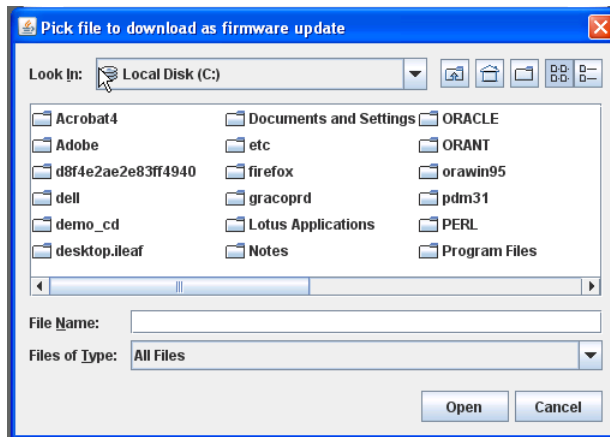 Pick file to download as firmware update
Look In: Local Disk (C:)
Acrobat4 Documents and Settings ORACLE
Adobe etc ORANT
d8f4e2ae2e83ff4940 firefox orawin95
dell gracoprd pdm31
demo_cd Lotus Applications PERL
desktop.ileaf Notes Program Files
File Name:
Files of Type: All Files
Open Cancel